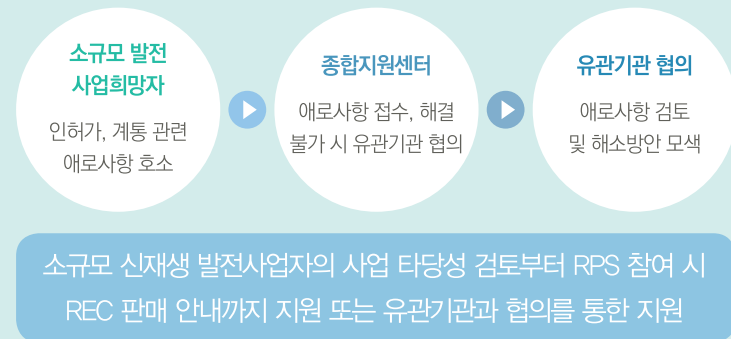 소규모 발전
사업희망자
인허가, 계통 관련
애로사항 호소
종합지원센터
애로사항 접수, 해결
불가 시 유관기관 협의
유관기관 협의
애로사항 검토
및 해소방안 모색
소규모 신재생 발전사업자의 사업 타당성 검토부터 RPS 참여 시
REC 판매 안내까지 지원 또는 유관기관과 협의를 통한 지원